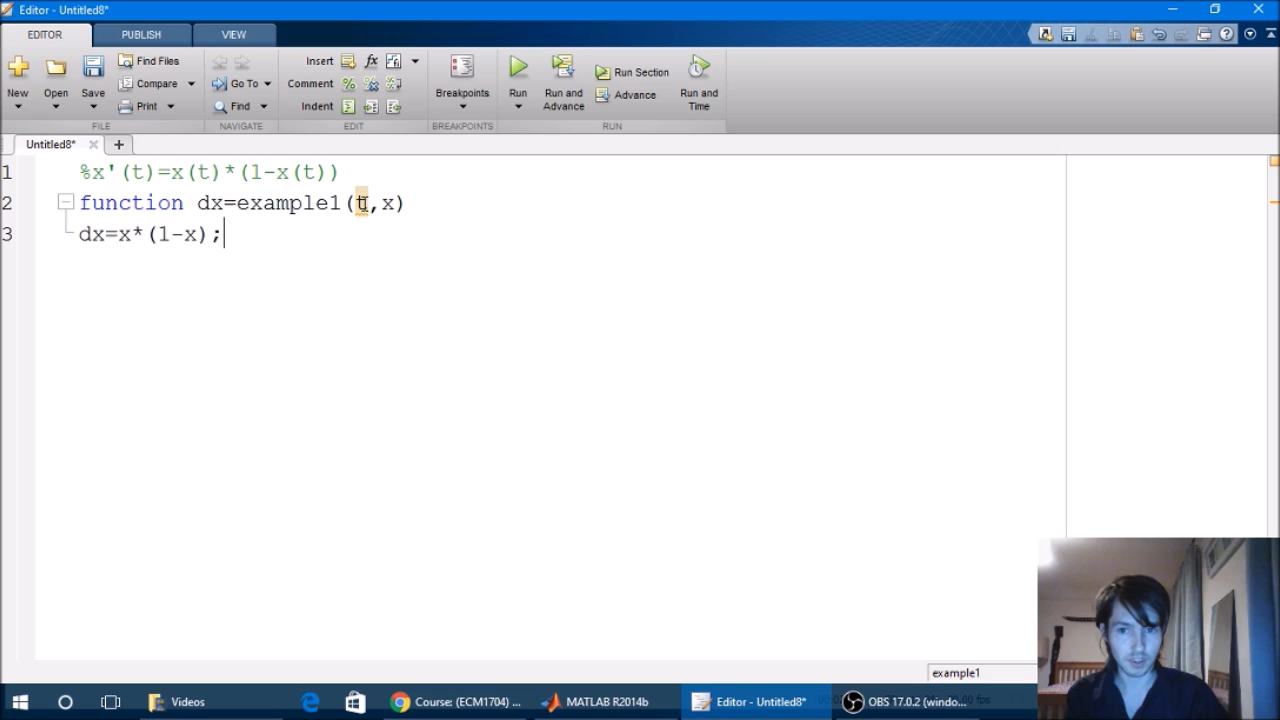 Editor - Untitled8*
EDITOR PUBLISH VIEW
New Open Save Find Files Compare Print
Go To Find
Insert Comment Indent
Breakpoints
Run Run and Advance Run Section Advance Run and Time
FILE NAVIGATE EDIT BREAKPOINTS RUN
Untitled8*
1 %x'(t)=x(t)*(1-x(t))
2 function dx=example1(t,x)
3 dx=x*(1-x);
example1
Videos Course: (ECM1704) ... MATLAB R2014b Editor - Untitled8* OBS 17.0.2 (windo...